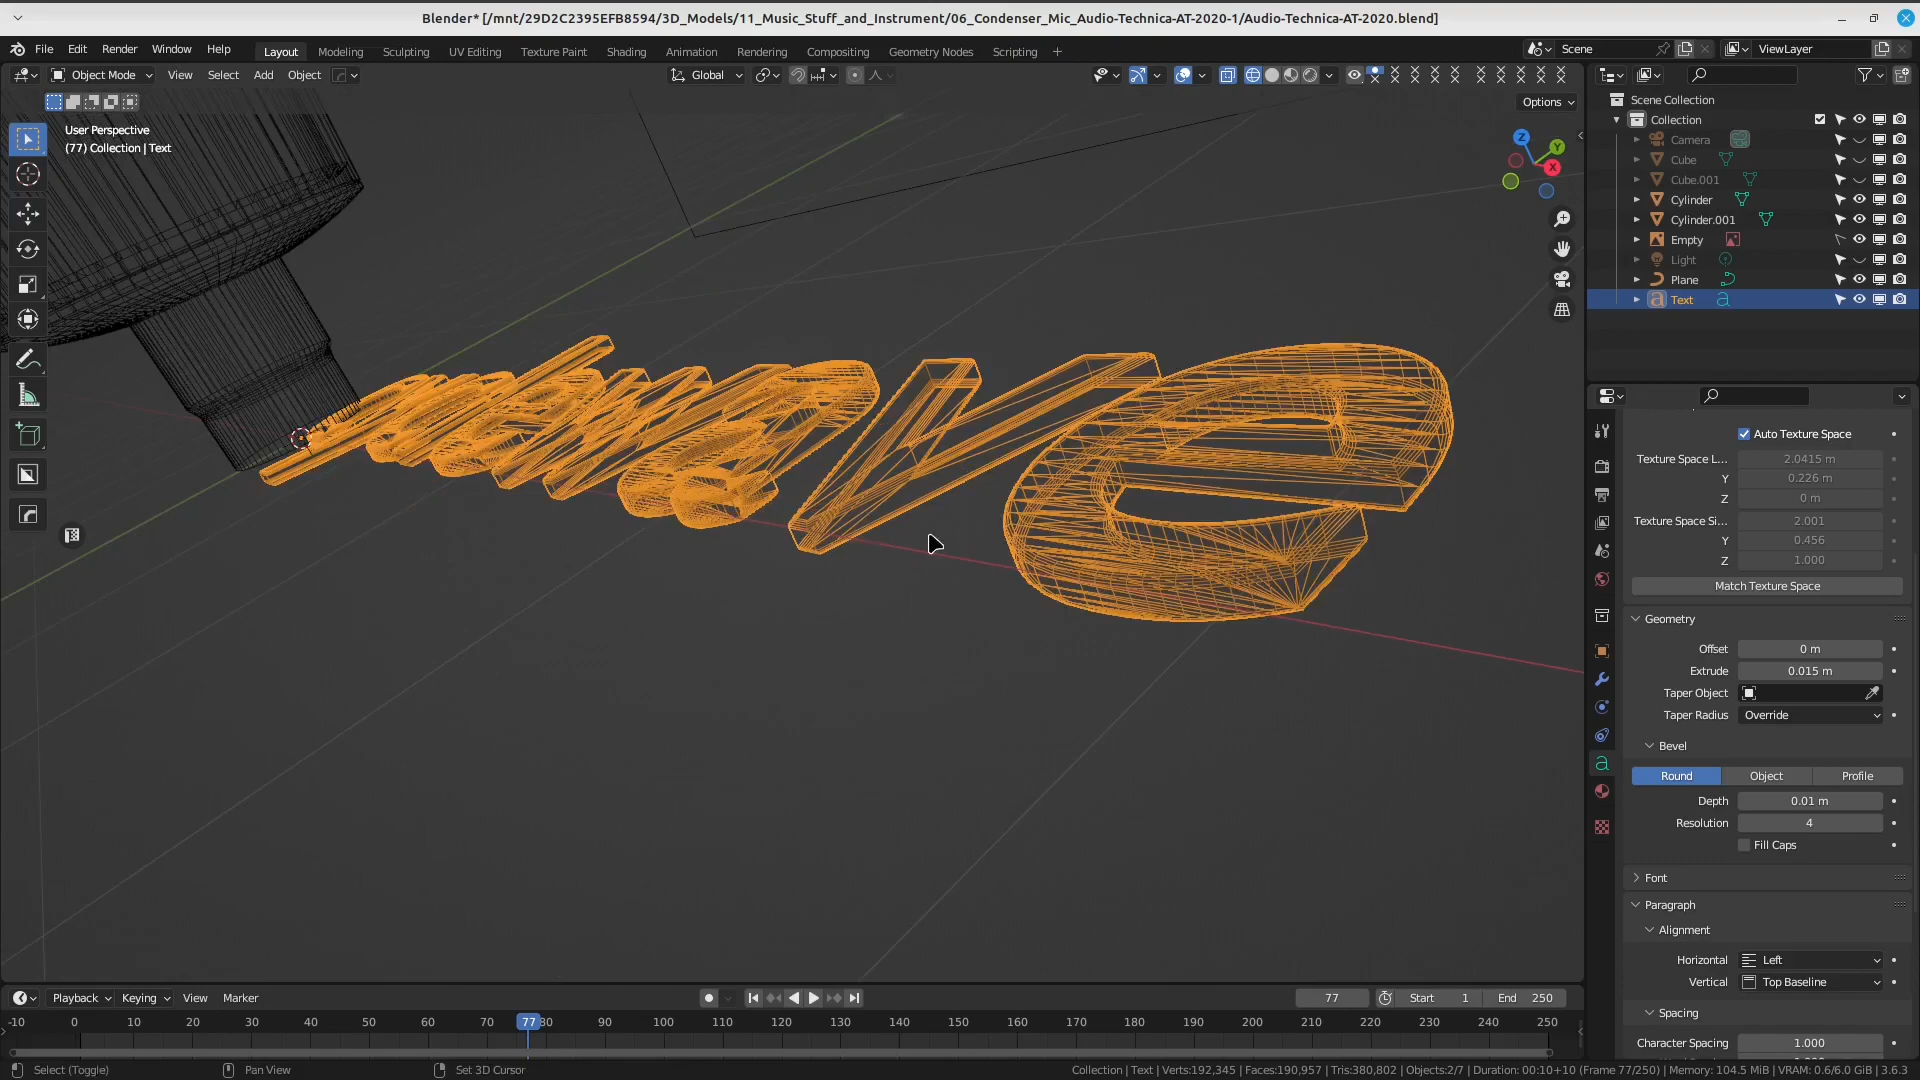 Blender* [/mnt/29D2C2395EFB8594/3D_Models/11_Music_Stuff_and_Instrument/06_Condenser_Mic_Audio-Technica-AT-2020-1/Audio-Technica-AT-2020.blend]
File Edit Render Window Help Layout Modeling Sculpting UV Editing Texture Paint Shading Animation Rendering Compositing Geometry Nodes Scripting + Scene ViewLayer
Object Mode View Select Add Object Global
Options
User Perspective
(77) Collection | Text
Z
Y
X
Scene Collection
Collection
Camera
Cube
Cube.001
Cylinder
Cylinder.001
Empty
Light
Plane
Text
Auto Texture Space
Texture Space L... 2.0415 m
Y 0.226 m
Z 0 m
Texture Space Si... 2.001
Y 0.456
Z 1.000
Match Texture Space
Geometry
Offset 0 m
Extrude 0.015 m
Taper Object
Taper Radius Override
Bevel
Round Object Profile
Depth 0.01 m
Resolution 4
Fill Caps
Font
Paragraph
Alignment
Horizontal Left
Vertical Top Baseline
Spacing
Character Spacing 1.000
Playback Keying View Marker 77 Start 1 End 250
-10 0 10 20 30 40 50 60 70 77 80 90 100 110 120 130 140 150 160 170 180 190 200 210 220 230 240 250
Select (Toggle) Pan View Set 3D Cursor Collection | Text | Verts:192,345 | Faces:190,957 | Tris:380,802 | Objects:2/7 | Duration: 00:10+10 (Frame 77/250) | Memory: 104.5 MiB | VRAM: 0.6/6.0 GiB | 3.6.3